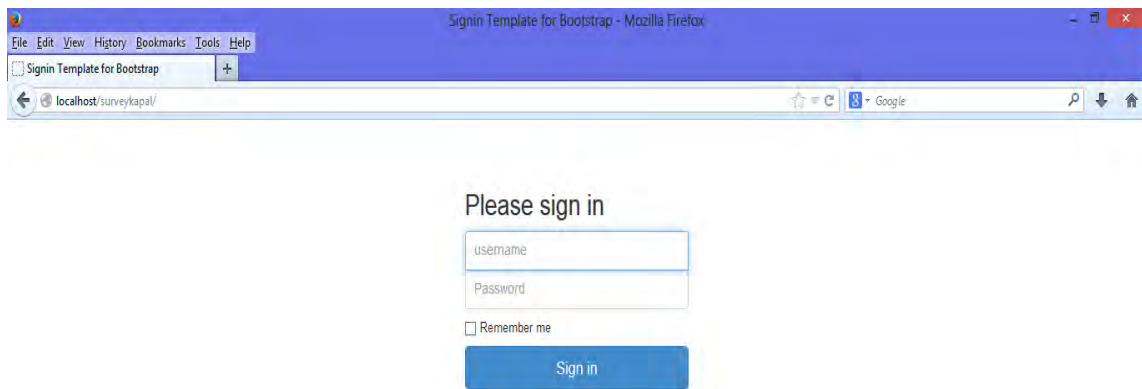 Signin Template for Bootstrap - Mozilla Firefox
File Edit View History Bookmarks Tools Help
Signin Template for Bootstrap
localhost/surveykapal/
Google
Please sign in
username
Password
Remember me
Sign in